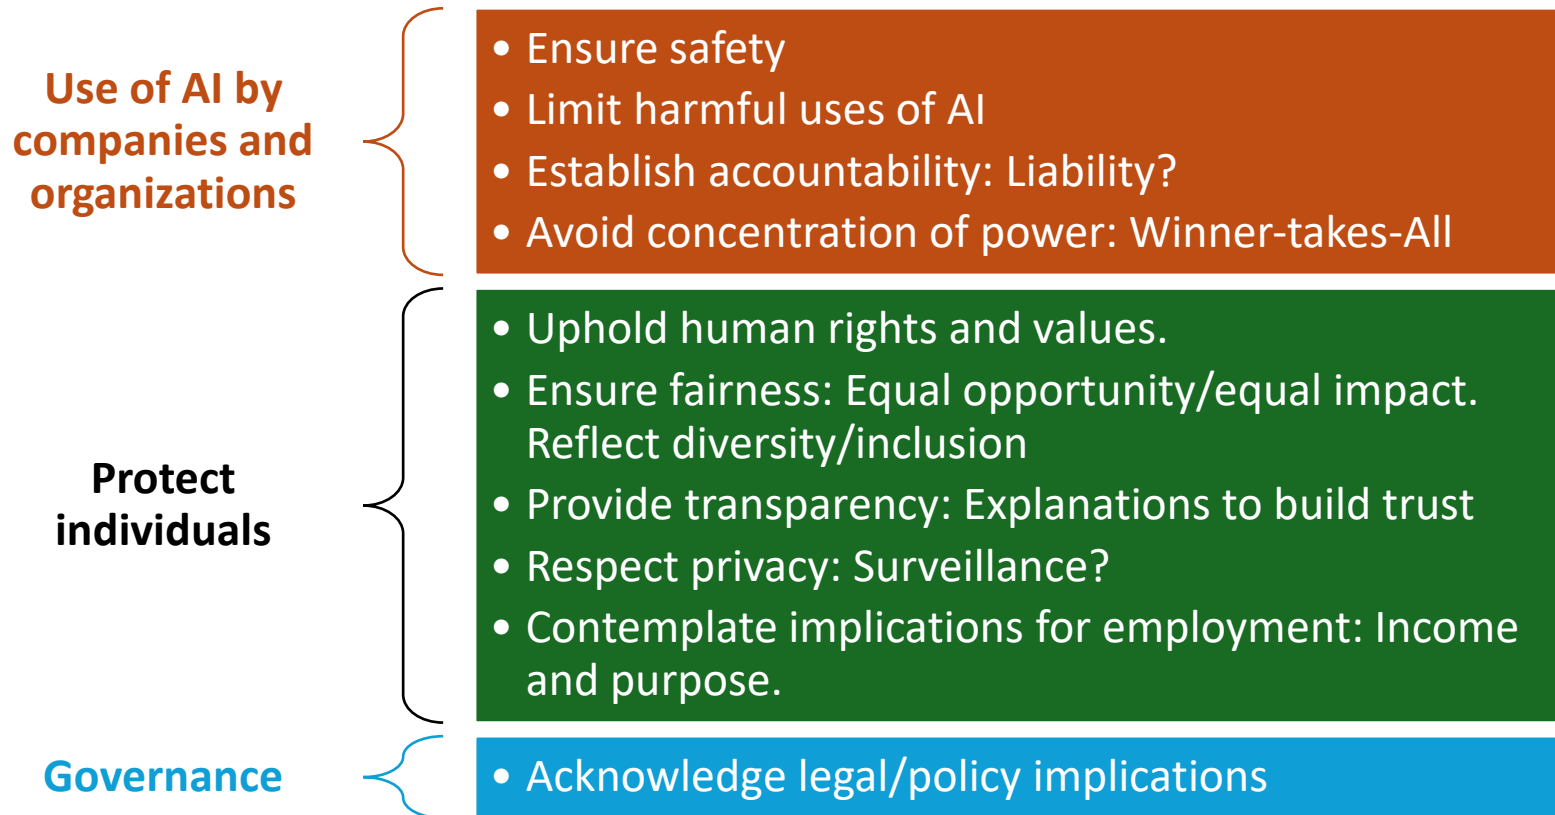 Use of AI by
companies and
organizations
• Ensure safety
• Limit harmful uses of AI
• Establish accountability: Liability?
• Avoid concentration of power: Winner-takes-All
Protect
individuals
• Uphold human rights and values.
• Ensure fairness: Equal opportunity/equal impact.
Reflect diversity/inclusion
• Provide transparency: Explanations to build trust
• Respect privacy: Surveillance?
• Contemplate implications for employment: Income
and purpose.
Governance
• Acknowledge legal/policy implications